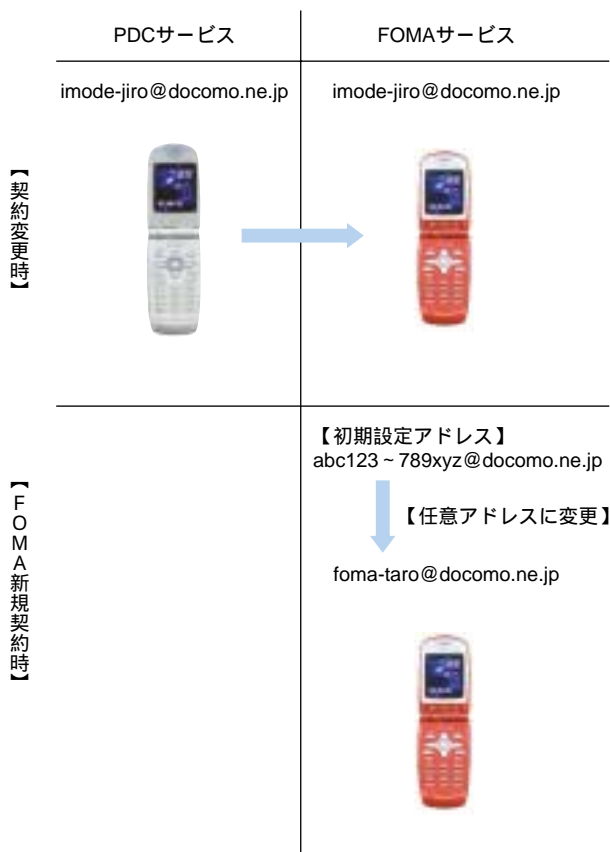 PDCサービス
FOMAサービス
【契約変更時】
imode-jiro@docomo.ne.jp
imode-jiro@docomo.ne.jp
【FOMA新規契約時】
【初期設定アドレス】
abc123～789xyz@docomo.ne.jp
【任意アドレスに変更】
foma-taro@docomo.ne.jp